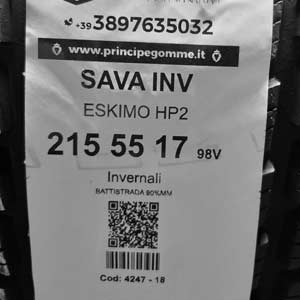 +39 3897635032
www.principegomme.it
SAVA INV
ESKIMO HP2
215 55 17 98V
Invernali
BATTISTRADA 90%MM
Cod: 4247 - 18